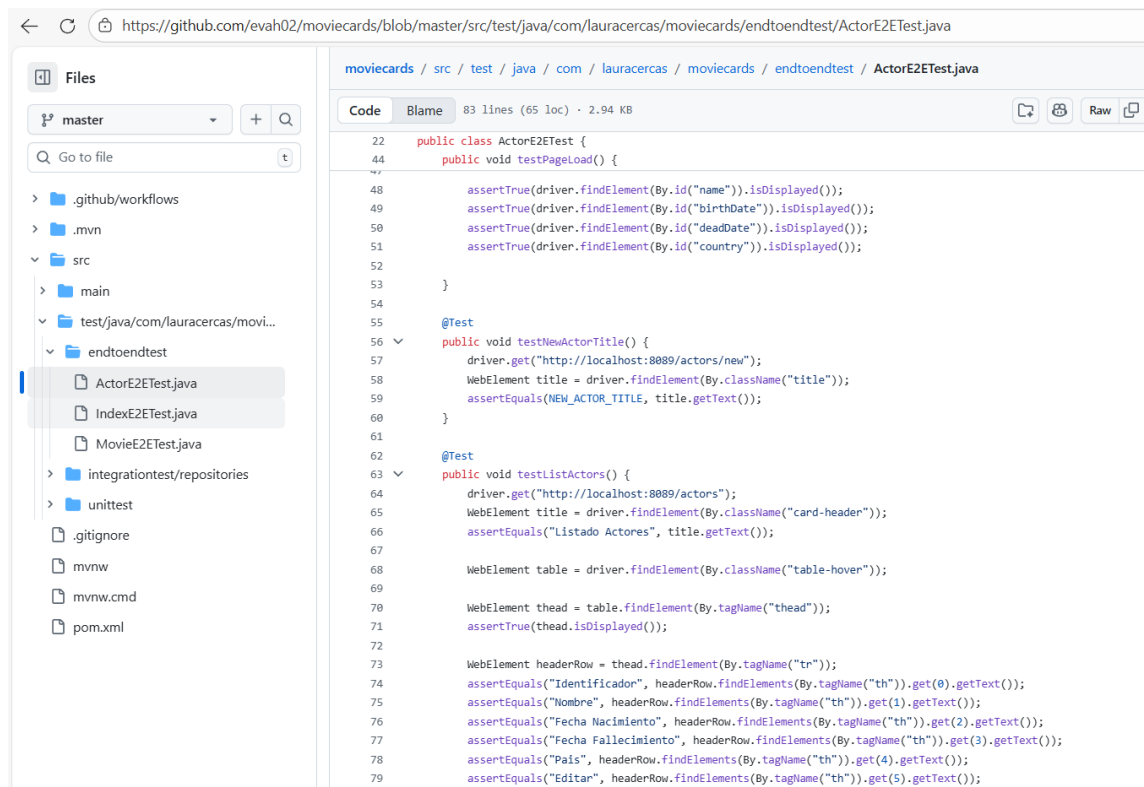 https://github.com/evah02/moviecards/blob/master/src/test/java/com/lauracercas/moviecards/endtoendtest/ActorE2ETest.java
Files
master
Go to file
t
.github/workflows
.mvn
src
main
test/java/com/lauracercas/movi...
endtoendtest
ActorE2ETest.java
IndexE2ETest.java
MovieE2ETest.java
integrationtest/repositories
unittest
.gitignore
mvnw
mvnw.cmd
pom.xml
moviecards / src / test / java / com / lauracercas / moviecards / endtoendtest / ActorE2ETest.java
Code Blame 83 lines (65 loc) · 2.94 KB Raw
22 public class ActorE2ETest {
44 public void testPageLoad() {
47
48 assertTrue(driver.findElement(By.id("name")).isDisplayed());
49 assertTrue(driver.findElement(By.id("birthDate")).isDisplayed());
50 assertTrue(driver.findElement(By.id("deadDate")).isDisplayed());
51 assertTrue(driver.findElement(By.id("country")).isDisplayed());
52
53 }
54
55 @Test
56 public void testNewActorTitle() {
57 driver.get("http://localhost:8089/actors/new");
58 WebElement title = driver.findElement(By.className("title"));
59 assertEquals(NEW_ACTOR_TITLE, title.getText());
60 }
61
62 @Test
63 public void testListActors() {
64 driver.get("http://localhost:8089/actors");
65 WebElement title = driver.findElement(By.className("card-header"));
66 assertEquals("Listado Actores", title.getText());
67
68 WebElement table = driver.findElement(By.className("table-hover"));
69
70 WebElement thead = table.findElement(By.tagName("thead"));
71 assertTrue(thead.isDisplayed());
72
73 WebElement headerRow = thead.findElement(By.tagName("tr"));
74 assertEquals("Identificador", headerRow.findElements(By.tagName("th")).get(0).getText());
75 assertEquals("Nombre", headerRow.findElements(By.tagName("th")).get(1).getText());
76 assertEquals("Fecha Nacimiento", headerRow.findElements(By.tagName("th")).get(2).getText());
77 assertEquals("Fecha Fallecimiento", headerRow.findElements(By.tagName("th")).get(3).getText());
78 assertEquals("Pais", headerRow.findElements(By.tagName("th")).get(4).getText());
79 assertEquals("Editar", headerRow.findElements(By.tagName("th")).get(5).getText());